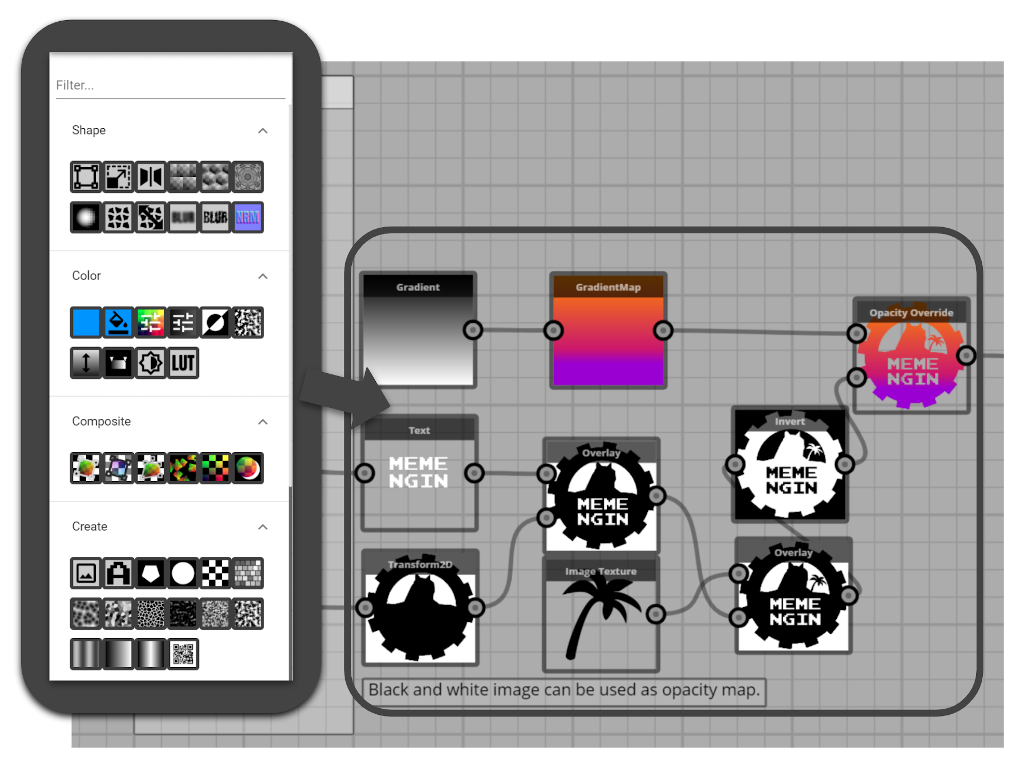 Filter...
Shape
BLUR
BLUR
NRM
Color
LUT
Composite
Create
A
Gradient
GradientMap
Opacity Override
MEME
NGIN
Text
MEME
NGIN
Overlay
MEME
NGIN
Invert
MEME
NGIN
Transform2D
Image Texture
Overlay
MEME
NGIN
Black and white image can be used as opacity map.